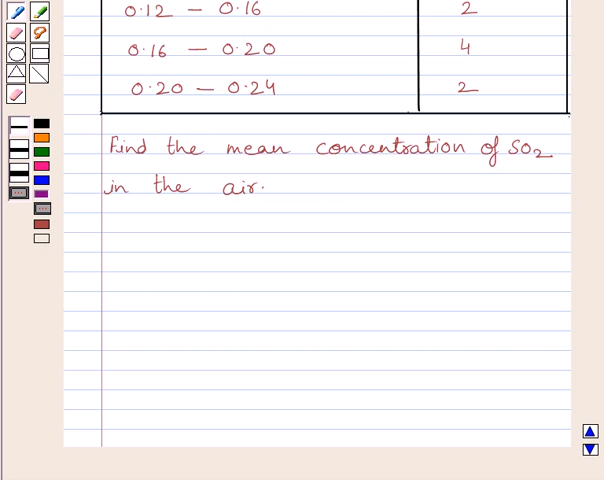 0.12 – 0.16 2
0.16 – 0.20 4
0.20 – 0.24 2
Find the mean concentration of SO2
in the air.